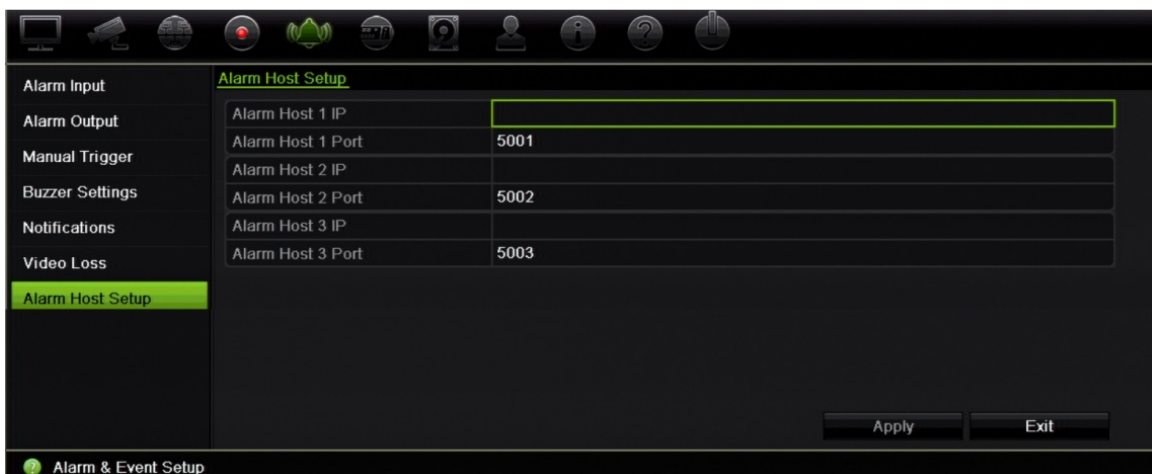 Alarm Input
Alarm Output
Manual Trigger
Buzzer Settings
Notifications
Video Loss
Alarm Host Setup
Alarm Host Setup
Alarm Host 1 IP
Alarm Host 1 Port 5001
Alarm Host 2 IP
Alarm Host 2 Port 5002
Alarm Host 3 IP
Alarm Host 3 Port 5003
Apply Exit
? Alarm & Event Setup